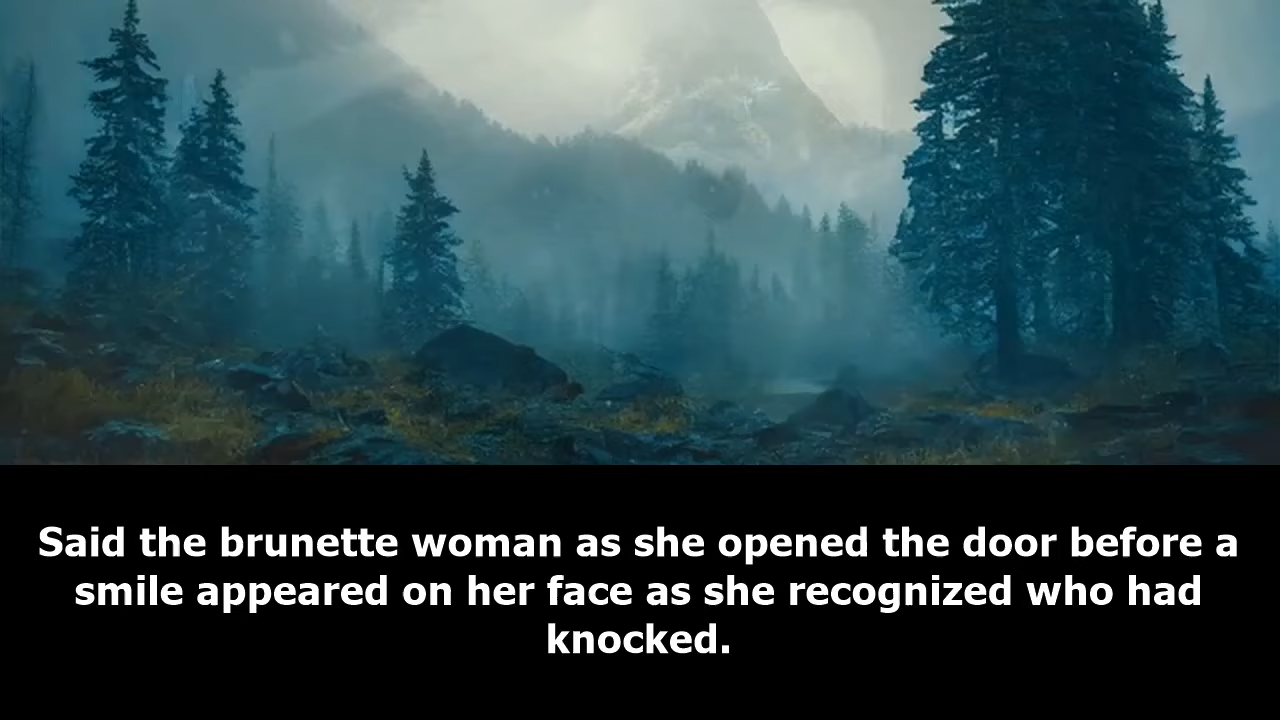 Said the brunette woman as she opened the door before a
smile appeared on her face as she recognized who had
knocked.